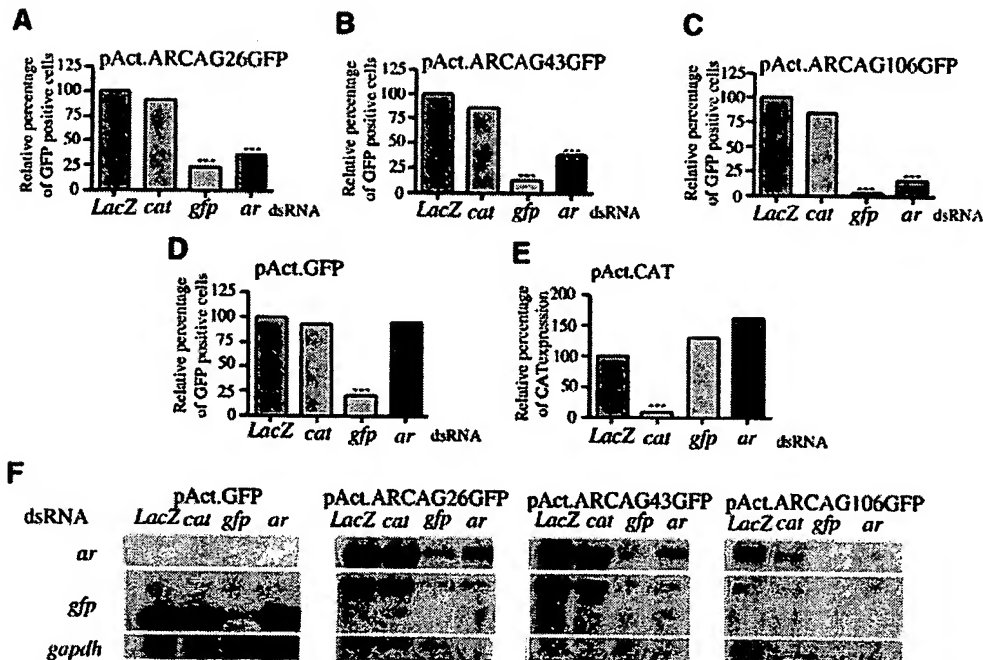 A
pAct.ARCAG26GFP
Relative percentage
of GFP positive cells
125
100
75
50
25
0
***
***
LacZ cat gfp ar dsRNA
B
pAct.ARCAG43GFP
Relative percentage
of GFP positive cells
125
100
75
50
25
0
***
***
LacZ cat gfp ar dsRNA
C
pAct.ARCAG106GFP
Relative percentage
of GFP positive cells
125
100
75
50
25
0
***
***
LacZ cat gfp ar dsRNA
D
pAct.GFP
Relative percentage
of GFP positive cells
125
100
75
50
25
0
***
LacZ cat gfp ar dsRNA
E
pAct.CAT
Relative percentage
of CATexpression
200
150
100
50
0
***
LacZ cat gfp ar dsRNA
F
pAct.GFP pAct.ARCAG26GFP pAct.ARCAG43GFP pAct.ARCAG106GFP
dsRNA LacZ cat gfp ar LacZ cat gfp ar LacZ cat gfp ar LacZ cat gfp ar
ar
gfp
gapdh